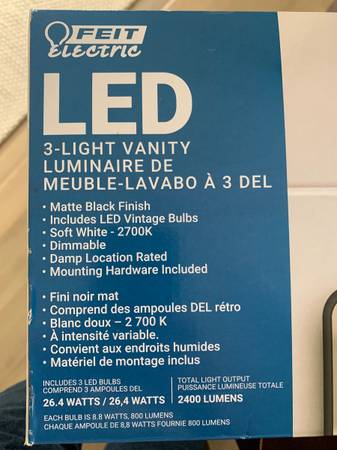 FEIT
Electric
LED
3-LIGHT VANITY
LUMINAIRE DE
MEUBLE-LAVABO À 3 DEL
• Matte Black Finish
• Includes LED Vintage Bulbs
• Soft White - 2700K
• Dimmable
• Damp Location Rated
• Mounting Hardware Included
• Fini noir mat
• Comprend des ampoules DEL rétro
• Blanc doux – 2 700 K
• À intensité variable.
• Convient aux endroits humides
• Matériel de montage inclus
INCLUDES 3 LED BULBS
COMPREND 3 AMPOULES DEL
26.4 WATTS / 26,4 WATTS
TOTAL LIGHT OUTPUT
PUISSANCE LUMINEUSE TOTALE
2400 LUMENS
EACH BULB IS 8.8 WATTS, 800 LUMENS
CHAQUE AMPOULE DE 8,8 WATTS FOURNIE 800 LUMENS